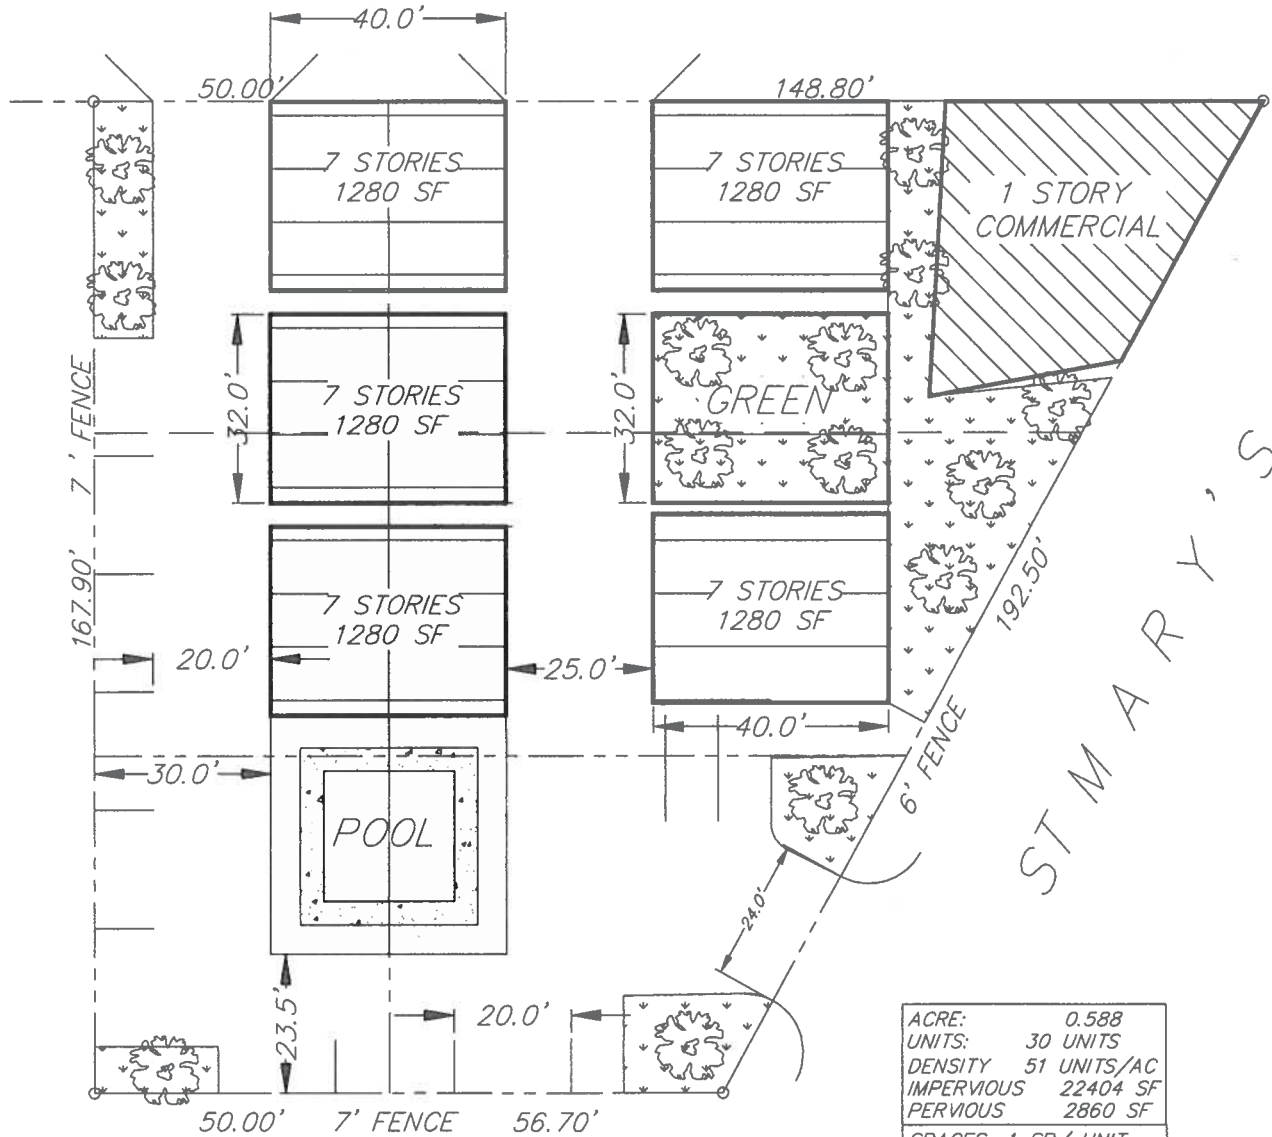 40.0'
50.00'
148.80'
7 STORIES
1280 SF
7 STORIES
1280 SF
1 STORY
COMMERCIAL
7' FENCE
167.90'
32.0'
7 STORIES
1280 SF
32.0'
GREEN
7 STORIES
1280 SF
7 STORIES
1280 SF
20.0'
25.0'
40.0'
192.50'
6' FENCE
ST MARY'S
30.0'
POOL
24.0'
23.5'
20.0'
50.00'
7' FENCE
56.70'
ACRE: 0.588
UNITS: 30 UNITS
DENSITY 51 UNITS/AC
IMPERVIOUS 22404 SF
PERVIOUS 2860 SF
SPACES 1 SP/UNIT